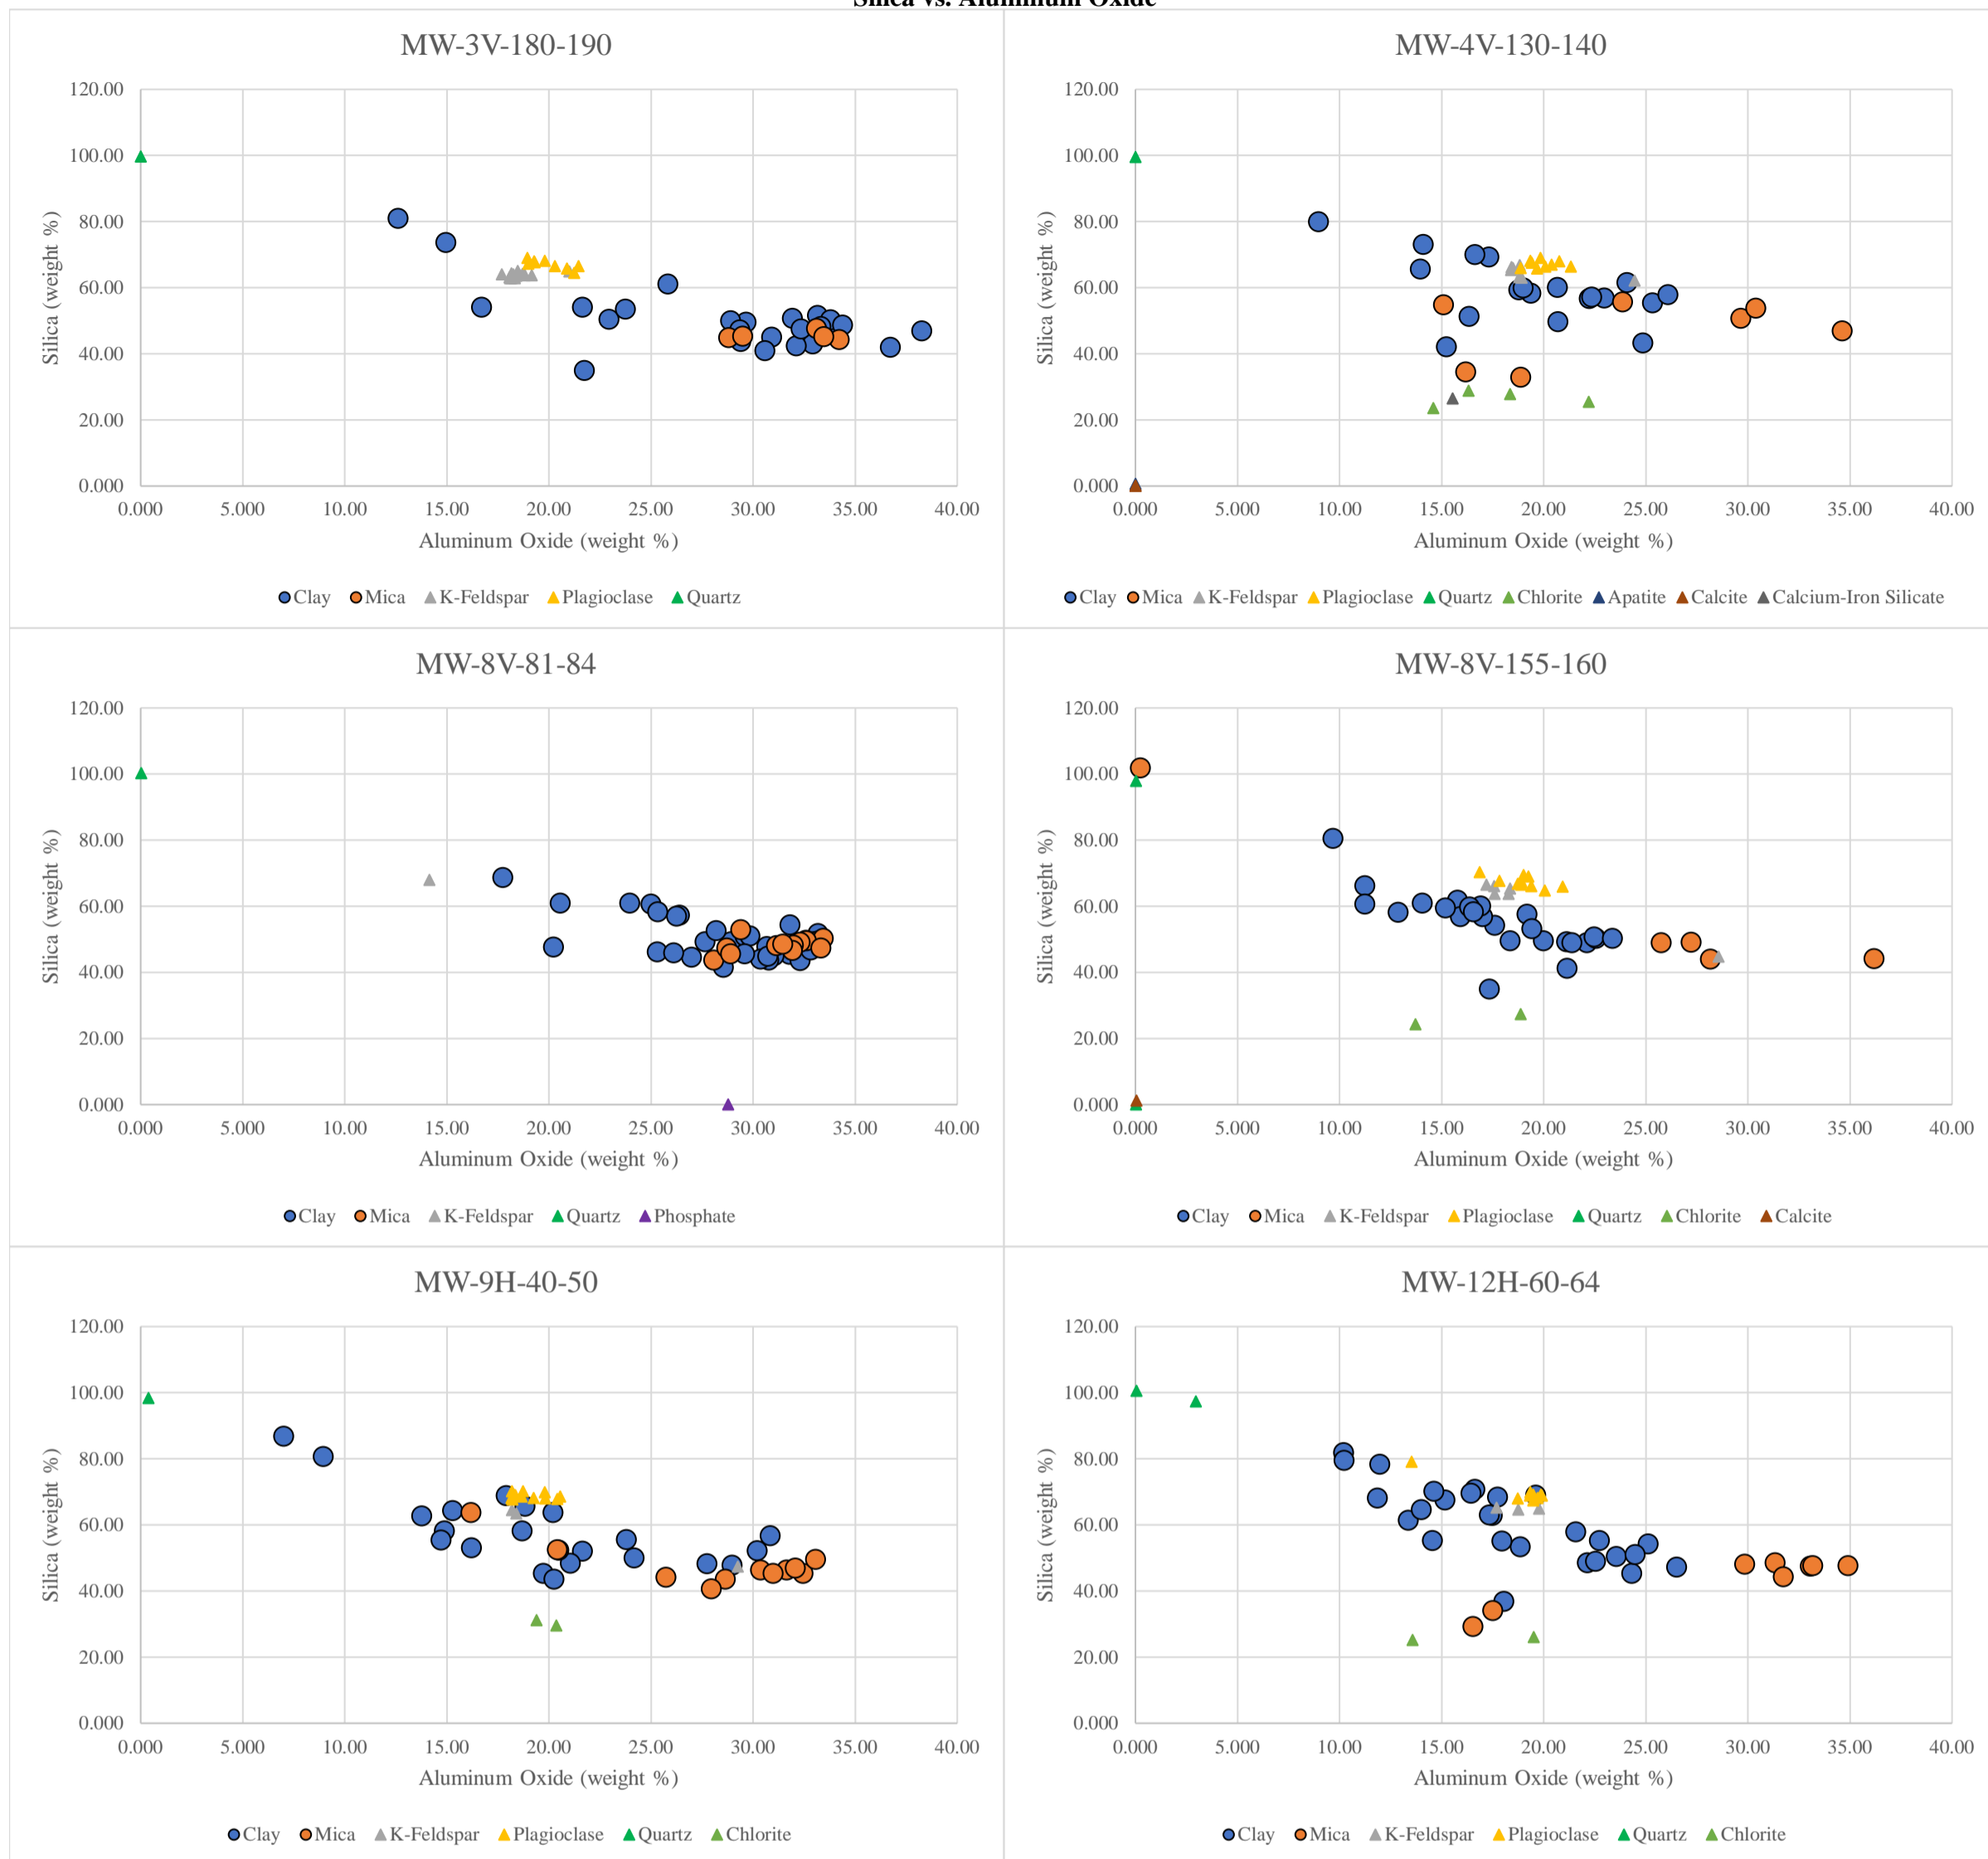 Silica vs. Aluminum Oxide
MW-3V-180-190
120.00
100.00
80.00
60.00
40.00
20.00
0.000
Silica (weight %)
0.000 5.000 10.00 15.00 20.00 25.00 30.00 35.00 40.00
Aluminum Oxide (weight %)
Clay Mica K-Feldspar Plagioclase Quartz
MW-4V-130-140
120.00
100.00
80.00
60.00
40.00
20.00
0.000
Silica (weight %)
0.000 5.000 10.00 15.00 20.00 25.00 30.00 35.00 40.00
Aluminum Oxide (weight %)
Clay Mica K-Feldspar Plagioclase Quartz Chlorite Apatite Calcite Calcium-Iron Silicate
MW-8V-81-84
120.00
100.00
80.00
60.00
40.00
20.00
0.000
Silica (weight %)
0.000 5.000 10.00 15.00 20.00 25.00 30.00 35.00 40.00
Aluminum Oxide (weight %)
Clay Mica K-Feldspar Quartz Phosphate
MW-8V-155-160
120.00
100.00
80.00
60.00
40.00
20.00
0.000
Silica (weight %)
0.000 5.000 10.00 15.00 20.00 25.00 30.00 35.00 40.00
Aluminum Oxide (weight %)
Clay Mica K-Feldspar Plagioclase Quartz Chlorite Calcite
MW-9H-40-50
120.00
100.00
80.00
60.00
40.00
20.00
0.000
Silica (weight %)
0.000 5.000 10.00 15.00 20.00 25.00 30.00 35.00 40.00
Aluminum Oxide (weight %)
Clay Mica K-Feldspar Plagioclase Quartz Chlorite
MW-12H-60-64
120.00
100.00
80.00
60.00
40.00
20.00
0.000
Silica (weight %)
0.000 5.000 10.00 15.00 20.00 25.00 30.00 35.00 40.00
Aluminum Oxide (weight %)
Clay Mica K-Feldspar Plagioclase Quartz Chlorite